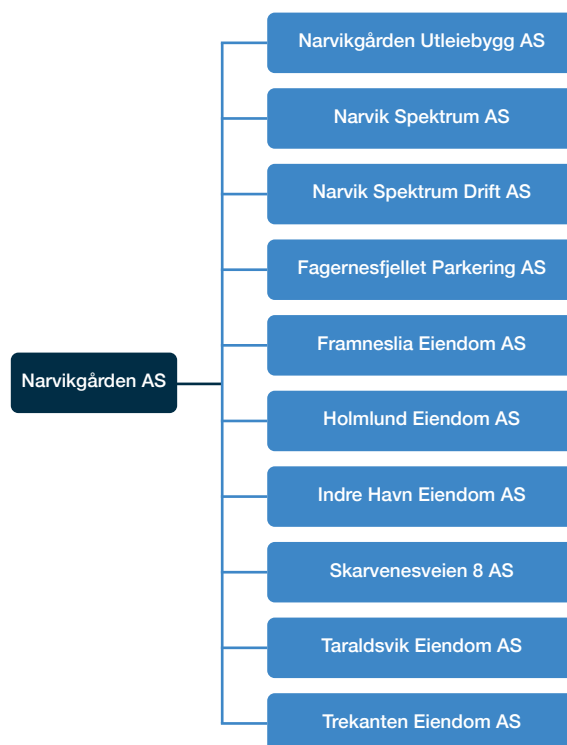 Narvikgården AS
Narvikgården Utleiebygg AS
Narvik Spektrum AS
Narvik Spektrum Drift AS
Fagernesfjellet Parkering AS
Framneslia Eiendom AS
Holmlund Eiendom AS
Indre Havn Eiendom AS
Skarvenesveien 8 AS
Taraldsvik Eiendom AS
Trekanten Eiendom AS